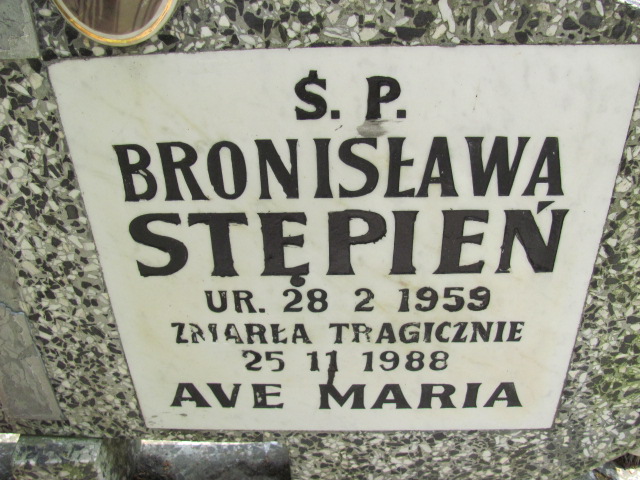 Ś. P.
BRONISŁAWA
STĘPIEŃ
UR. 28 2 1959
ZMARŁA TRAGICZNIE
25 11 1988
AVE MARIA